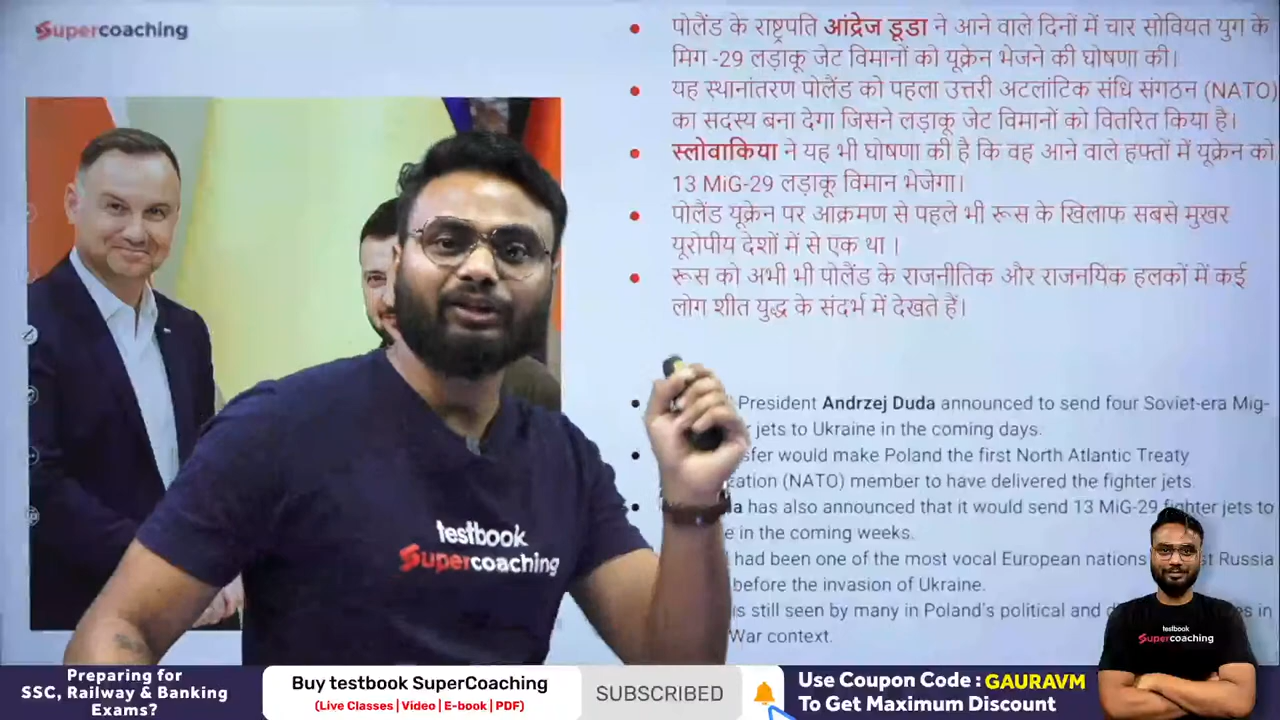 Supercoaching
पोलैंड के राष्ट्रपति आंद्रेज डूडा ने आने वाले दिनों में चार सोवियत युग के
मिग -29 लड़ाकू जेट विमानों को यूक्रेन भेजने की घोषणा की।
यह स्थानांतरण पोलैंड को पहला उत्तरी अटलांटिक संधि संगठन (NATO)
का सदस्य बना देगा जिसने लड़ाकू जेट विमानों को वितरित किया है।
स्लोवाकिया ने यह भी घोषणा की है कि वह आने वाले हफ्तों में यूक्रेन को
13 MiG-29 लड़ाकू विमान भेजेगा।
पोलैंड यूक्रेन पर आक्रमण से पहले भी रूस के खिलाफ सबसे मुखर
यूरोपीय देशों में से एक था ।
रूस को अभी भी पोलैंड के राजनीतिक और राजनयिक हलकों में कई
लोग शीत युद्ध के संदर्भ में देखते हैं।
President Andrzej Duda announced to send four Soviet-era Mig-
jets to Ukraine in the coming days.
would make Poland the first North Atlantic Treaty
(NATO) member to have delivered the fighter jets.
has also announced that it would send 13 MiG-29 fighter jets to
in the coming weeks.
had been one of the most vocal European nations Russia
before the invasion of Ukraine.
is still seen by many in Poland's political and in
War context.
testbook
Supercoaching
testbook
Supercoaching
Preparing for
SSC, Railway & Banking
Exams?
Buy testbook SuperCoaching
(Live Classes | Video | E-book | PDF)
SUBSCRIBED
Use Coupon Code : GAURAVM
To Get Maximum Discount